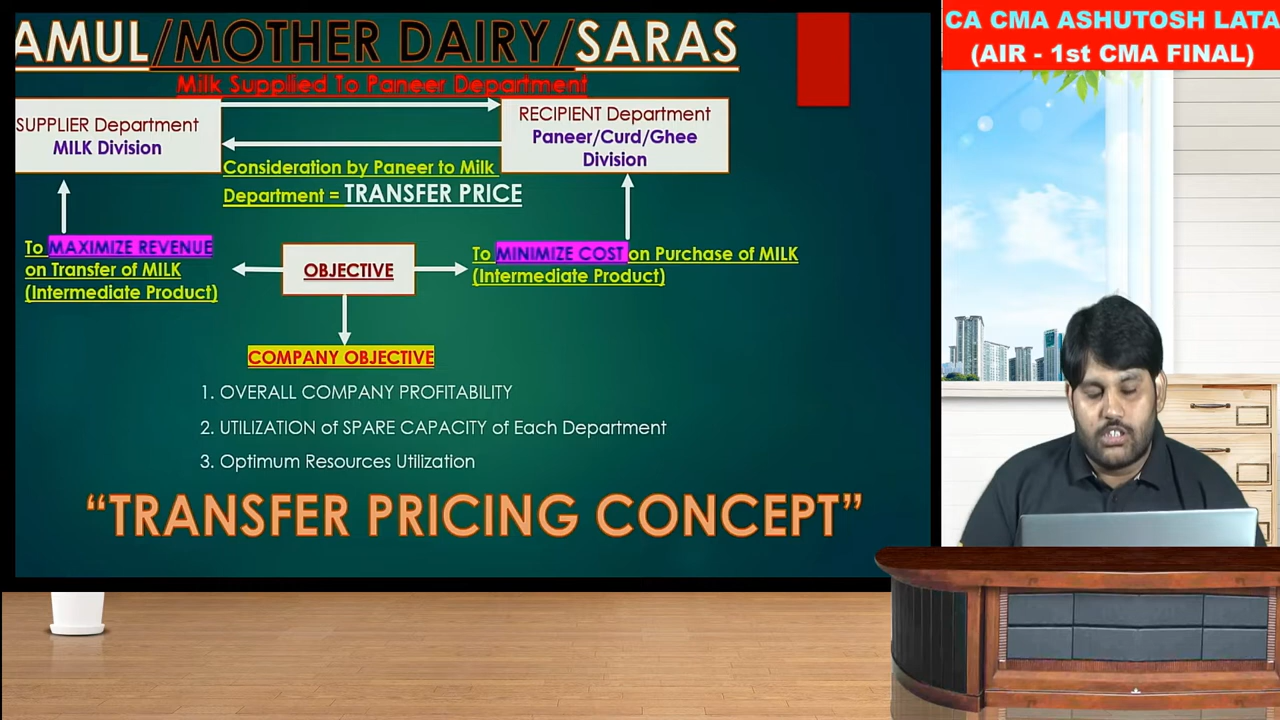 AMUL/MOTHER DAIRY/SARAS
Milk Supplied To Paneer Department
SUPPLIER Department
MILK Division
RECIPIENT Department
Paneer/Curd/Ghee
Division
Consideration by Paneer to Milk
Department = TRANSFER PRICE
To MAXIMIZE REVENUE
on Transfer of MILK
(Intermediate Product)
OBJECTIVE
To MINIMIZE COST on Purchase of MILK
(Intermediate Product)
COMPANY OBJECTIVE
1. OVERALL COMPANY PROFITABILITY
2. UTILIZATION of SPARE CAPACITY of Each Department
3. Optimum Resources Utilization
“TRANSFER PRICING CONCEPT”
CA CMA ASHUTOSH LATA
(AIR - 1st CMA FINAL)